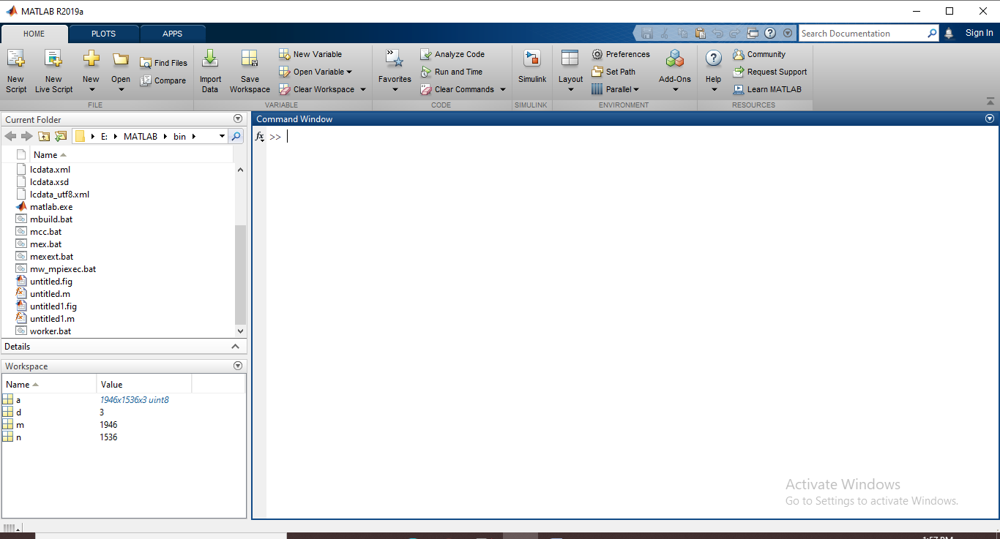 MATLAB R2019a
HOME PLOTS APPS
Search Documentation
Sign In
New Script
New Live Script
New
Open
Find Files
Compare
FILE
Import Data
Save Workspace
New Variable
Open Variable
Clear Workspace
VARIABLE
Favorites
Analyze Code
Run and Time
Clear Commands
CODE
Simulink
SIMULINK
Layout
Preferences
Set Path
Parallel
Add-Ons
ENVIRONMENT
Help
Community
Request Support
Learn MATLAB
RESOURCES
Current Folder
E: MATLAB bin
Name
lcdata.xml
lcdata.xsd
lcdata_utf8.xml
matlab.exe
mbuild.bat
mcc.bat
mex.bat
mexext.bat
mw_mpiexec.bat
untitled.fig
untitled.m
untitled1.fig
untitled1.m
worker.bat
Details
Workspace
Name Value
a 1946x1536x3 uint8
d 3
m 1946
n 1536
Command Window
fx >>
Activate Windows
Go to Settings to activate Windows.